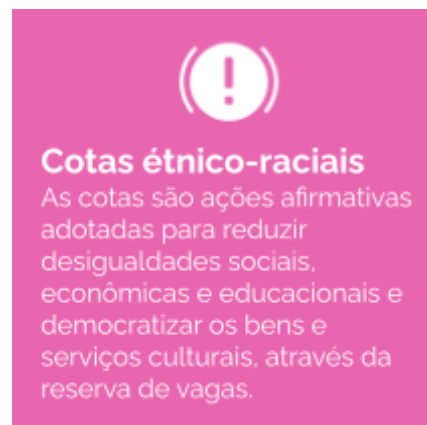 Cotas étnico-raciais
As cotas são ações afirmativas
adotadas para reduzir
desigualdades sociais,
econômicas e educacionais e
democratizar os bens e
serviços culturais, através da
reserva de vagas.